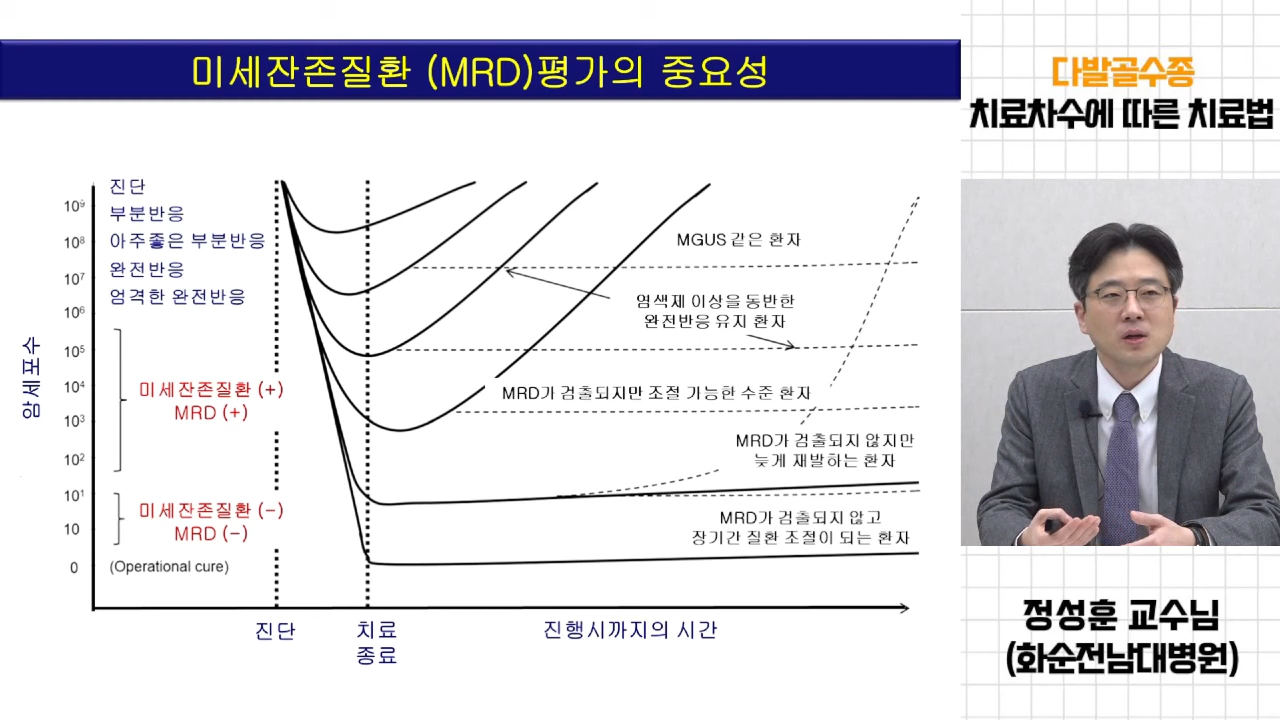 미세잔존질환 (MRD)평가의 중요성
다발골수종
치료차수에 따른 치료법
암세포수
10⁹
10⁸
10⁷
10⁶
10⁵
10⁴
10³
10²
10¹
10
0
진단
부분반응
아주좋은 부분반응
완전반응
엄격한 완전반응
미세잔존질환 (+)
MRD (+)
미세잔존질환 (-)
MRD (-)
(Operational cure)
MGUS 같은 환자
염색체 이상을 동반한
완전반응 유지 환자
MRD가 검출되지만 조절 가능한 수준 환자
MRD가 검출되지 않지만
늦게 재발하는 환자
MRD가 검출되지 않고
장기간 질환 조절이 되는 환자
진단
치료
종료
진행시까지의 시간
정성훈 교수님
(화순전남대병원)